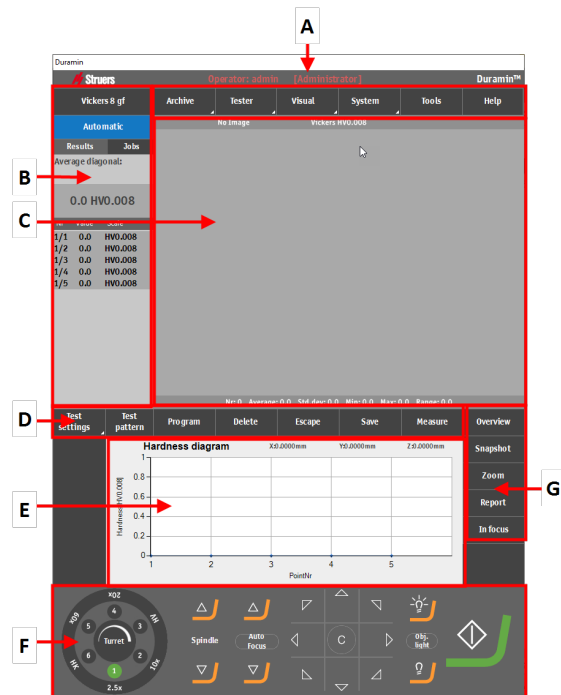 A
Duramin
Struers
Operator: admin [Administrator]
Duramin™
Vickers 8 gf
Archive
Tester
Visual
System
Tools
Help
Automatic
No Image
Vickers HV0.008
Results
Jobs
Average diagonal:
B
0.0 HV0.008
C
Nr Value Scale
1/1 0.0 HV0.008
1/2 0.0 HV0.008
1/3 0.0 HV0.008
1/4 0.0 HV0.008
1/5 0.0 HV0.008
Nr: 0 Average: 0.0 Std dev: 0.0 Min: 0.0 Max: 0.0 Range: 0.0
D
Test settings
Test pattern
Program
Delete
Escape
Save
Measure
Overview
Hardness diagram
X:0.0000mm
Y:0.0000mm
Z:0.0000mm
Snapshot
Zoom
G
Report
In focus
E
Hardness[HV0.008]
1
0.8
0.6
0.4
0.2
0
1 2 3 4 5
PointNr
F
20x
60x
HV
HK
10x
2.5x
4
5
3
6
2
1
Turret
Spindle
Auto Focus
C
Obj. light